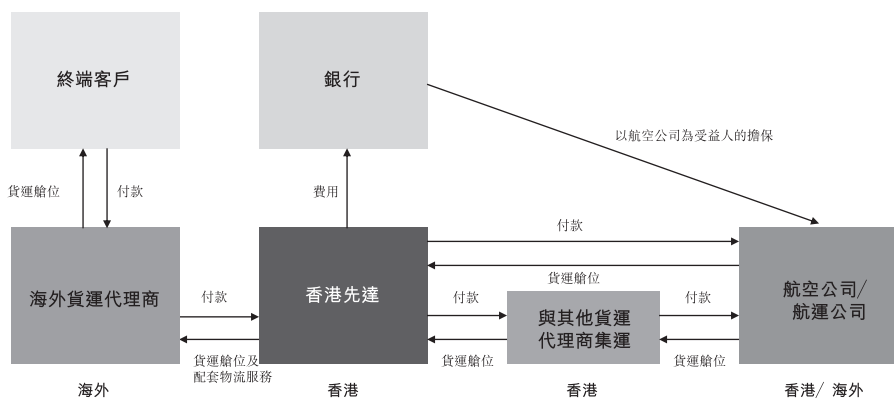 終端客戶
銀行
以航空公司為受益人的擔保
貨運艙位
付款
費用
付款
海外貨運代理商
香港先達
航空公司/
航運公司
貨運艙位
付款
付款
與其他貨運
代理商集運
付款
貨運艙位及
配套物流服務
貨運艙位
貨運艙位
海外
香港
香港
香港/ 海外